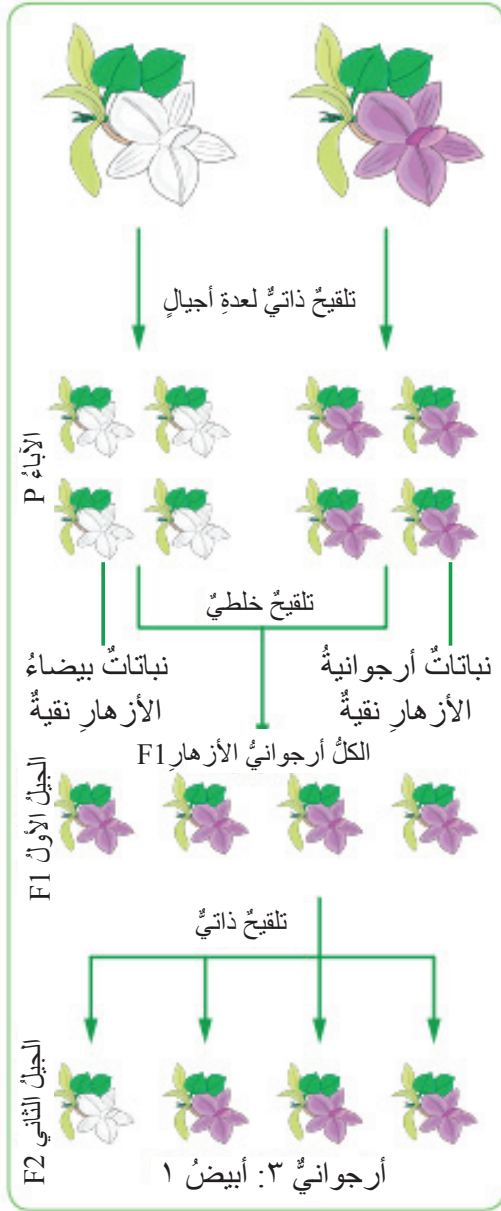 تلقيحٌ ذاتيٌّ لعدةِ أجيالٍ
الآباءُ P
تلقيحٌ خلطيٌ
نباتاتٌ أرجوانيةُ
الأزهارِ نقيةٌ
نباتاتٌ بيضاءُ
الأزهارِ نقيةٌ
الكلُّ أرجوانيُّ الأزهارِ F1
الجيلُ الأولُ F1
تلقيحٌ ذاتيٌّ
الجيلُ الثاني F2
أرجوانيٌّ ٣: أبيضُ ١